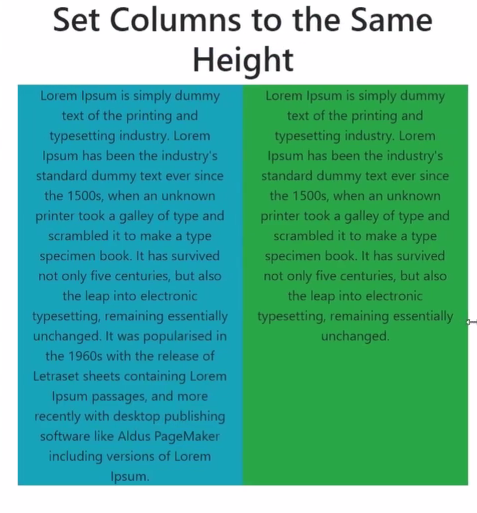 Set Columns to the Same
Height
Lorem Ipsum is simply dummy
text of the printing and
typesetting industry. Lorem
Ipsum has been the industry's
standard dummy text ever since
the 1500s, when an unknown
printer took a galley of type and
scrambled it to make a type
specimen book. It has survived
not only five centuries, but also
the leap into electronic
typesetting, remaining essentially
unchanged. It was popularised in
the 1960s with the release of
Letraset sheets containing Lorem
Ipsum passages, and more
recently with desktop publishing
software like Aldus PageMaker
including versions of Lorem
Ipsum.
Lorem Ipsum is simply dummy
text of the printing and
typesetting industry. Lorem
Ipsum has been the industry's
standard dummy text ever since
the 1500s, when an unknown
printer took a galley of type and
scrambled it to make a type
specimen book. It has survived
not only five centuries, but also
the leap into electronic
typesetting, remaining essentially
unchanged.